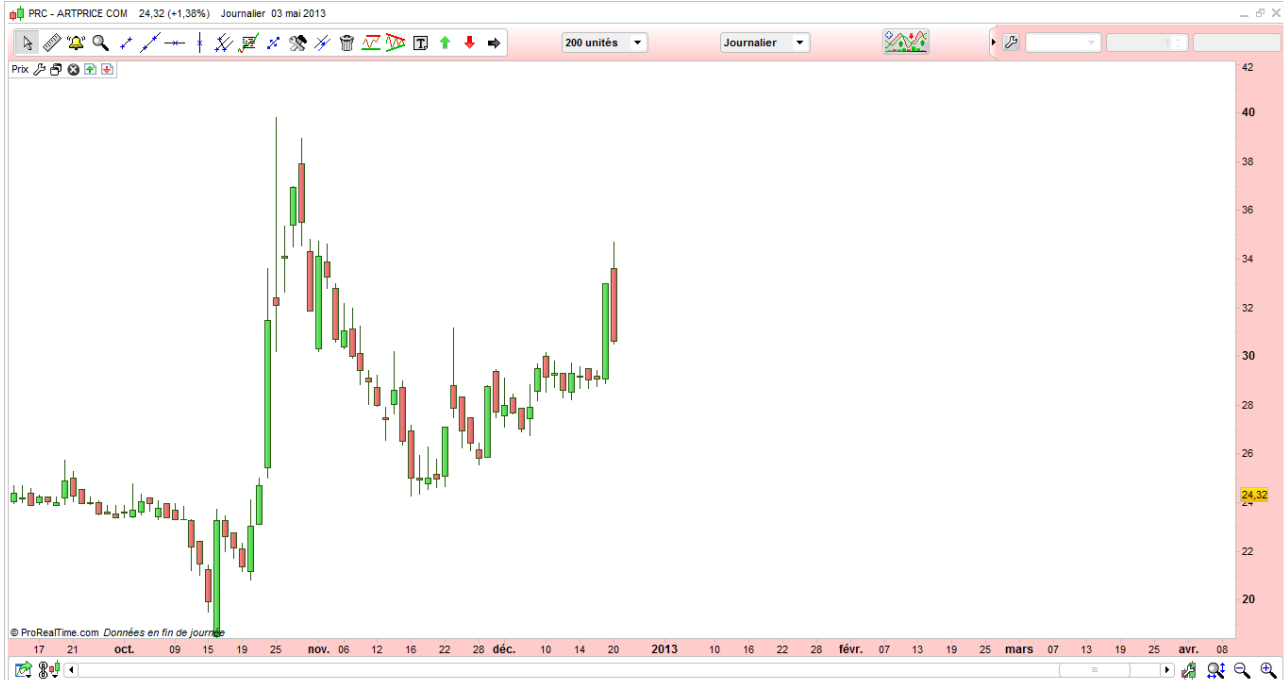 PRC - ARTPRICE COM 24,32 (+1,38%) Journalier 03 mai 2013
200 unités Journalier
Prix
42
40
38
36
34
32
30
28
26
24,32
24
22
20
© ProRealTime.com Données en fin de journée
17 21 oct. 09 15 19 25 nov. 06 12 16 22 28 déc. 10 14 20 2013 10 16 22 28 févr. 07 13 19 25 mars 07 13 19 25 avr. 08